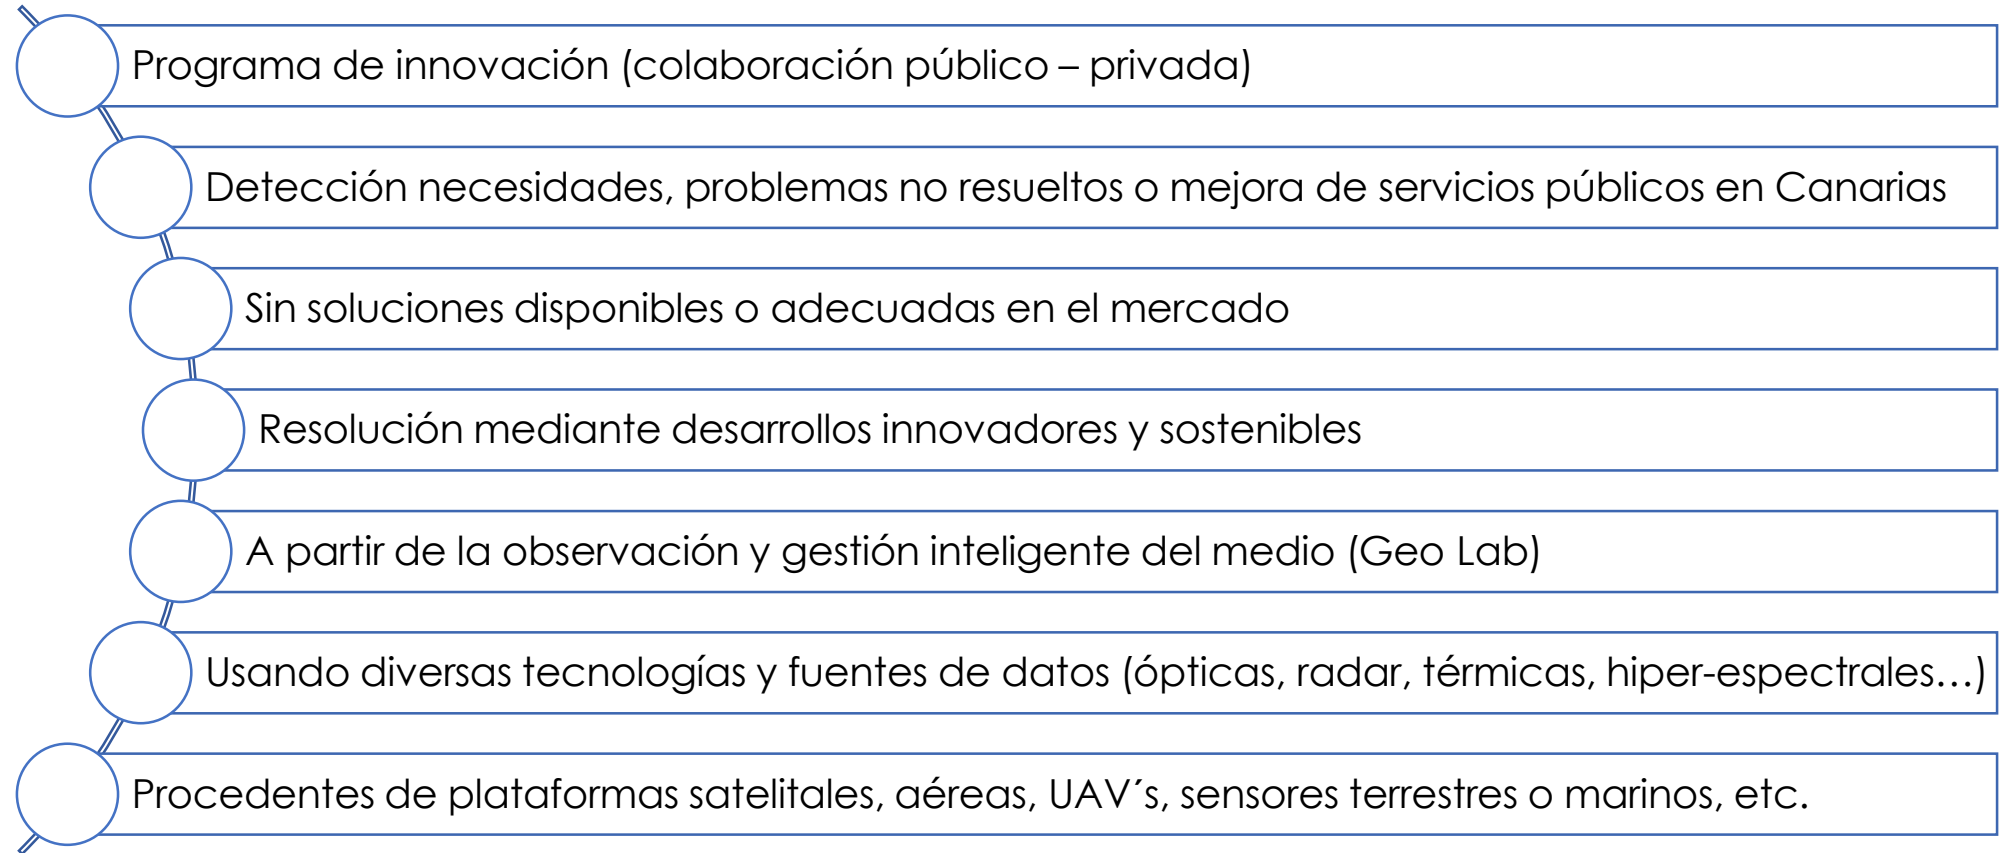 Programa de innovación (colaboración público – privada)
Detección necesidades, problemas no resueltos o mejora de servicios públicos en Canarias
Sin soluciones disponibles o adecuadas en el mercado
Resolución mediante desarrollos innovadores y sostenibles
A partir de la observación y gestión inteligente del medio (Geo Lab)
Usando diversas tecnologías y fuentes de datos (ópticas, radar, térmicas, hiper-espectrales…)
Procedentes de plataformas satelitales, aéreas, UAV´s, sensores terrestres o marinos, etc.